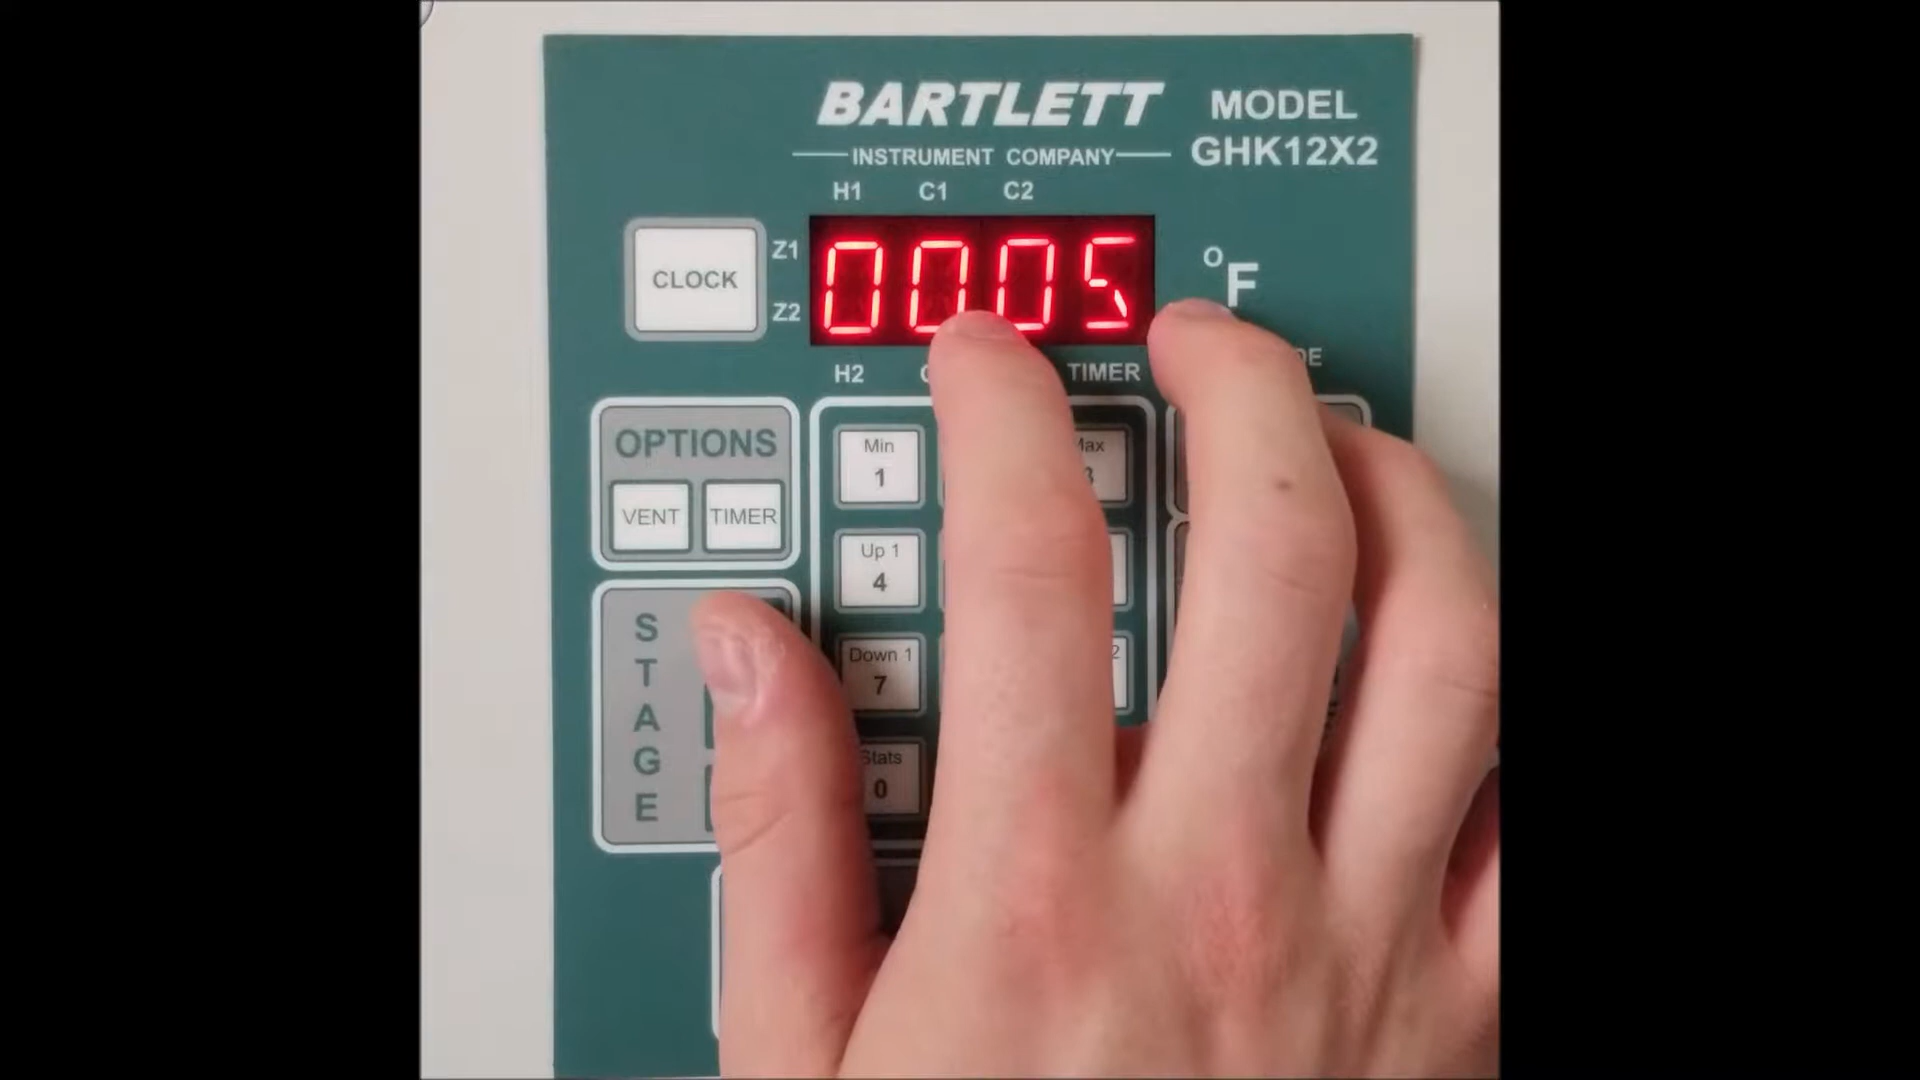 BARTLETT
MODEL
INSTRUMENT COMPANY
GHK12X2
H1 C1 C2
CLOCK
Z1
Z2
0005
°F
H2
TIMER
OPTIONS
VENT TIMER
Min
1
Up 1
4
Down 1
7
Stats
0
STAGE